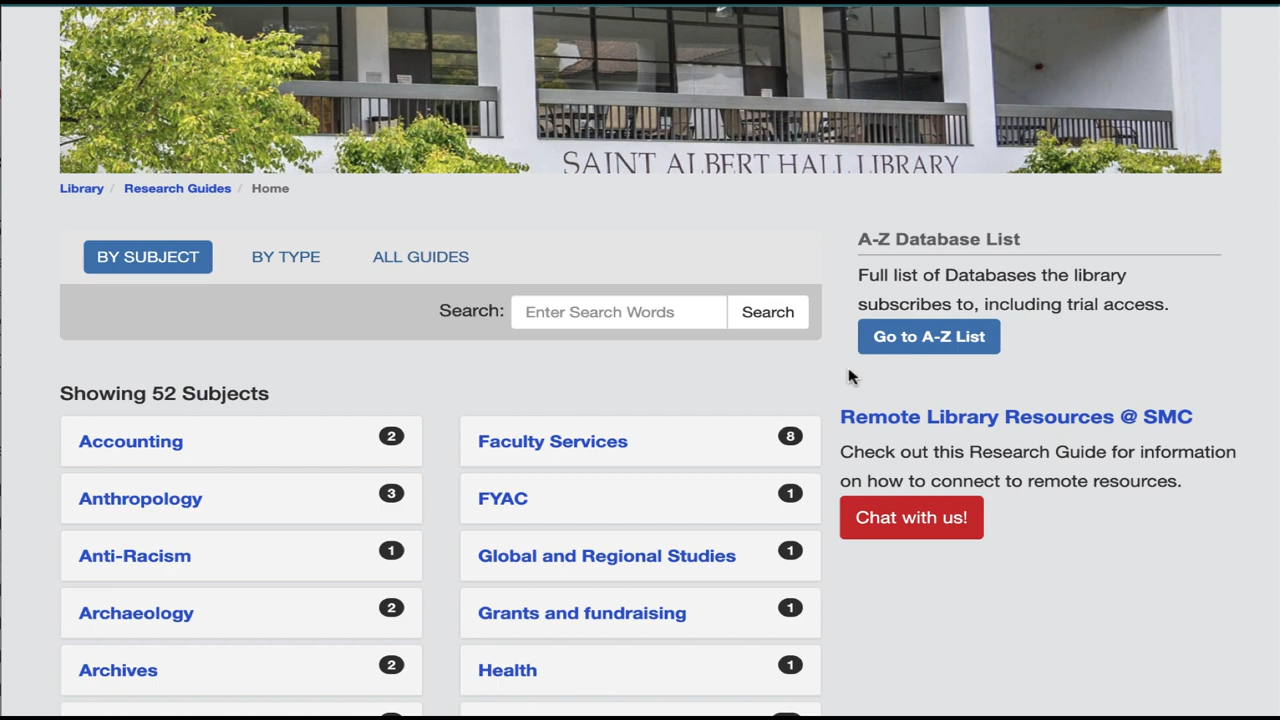 SAINT ALBERT HALL LIBRARY
Library / Research Guides / Home
BY SUBJECT BY TYPE ALL GUIDES
Search: Enter Search Words Search
A-Z Database List
Full list of Databases the library
subscribes to, including trial access.
Go to A-Z List
Showing 52 Subjects
Accounting 2
Anthropology 3
Anti-Racism 1
Archaeology 2
Archives 2
Faculty Services 8
FYAC 1
Global and Regional Studies 1
Grants and fundraising 1
Health 1
Remote Library Resources @ SMC
Check out this Research Guide for information
on how to connect to remote resources.
Chat with us!